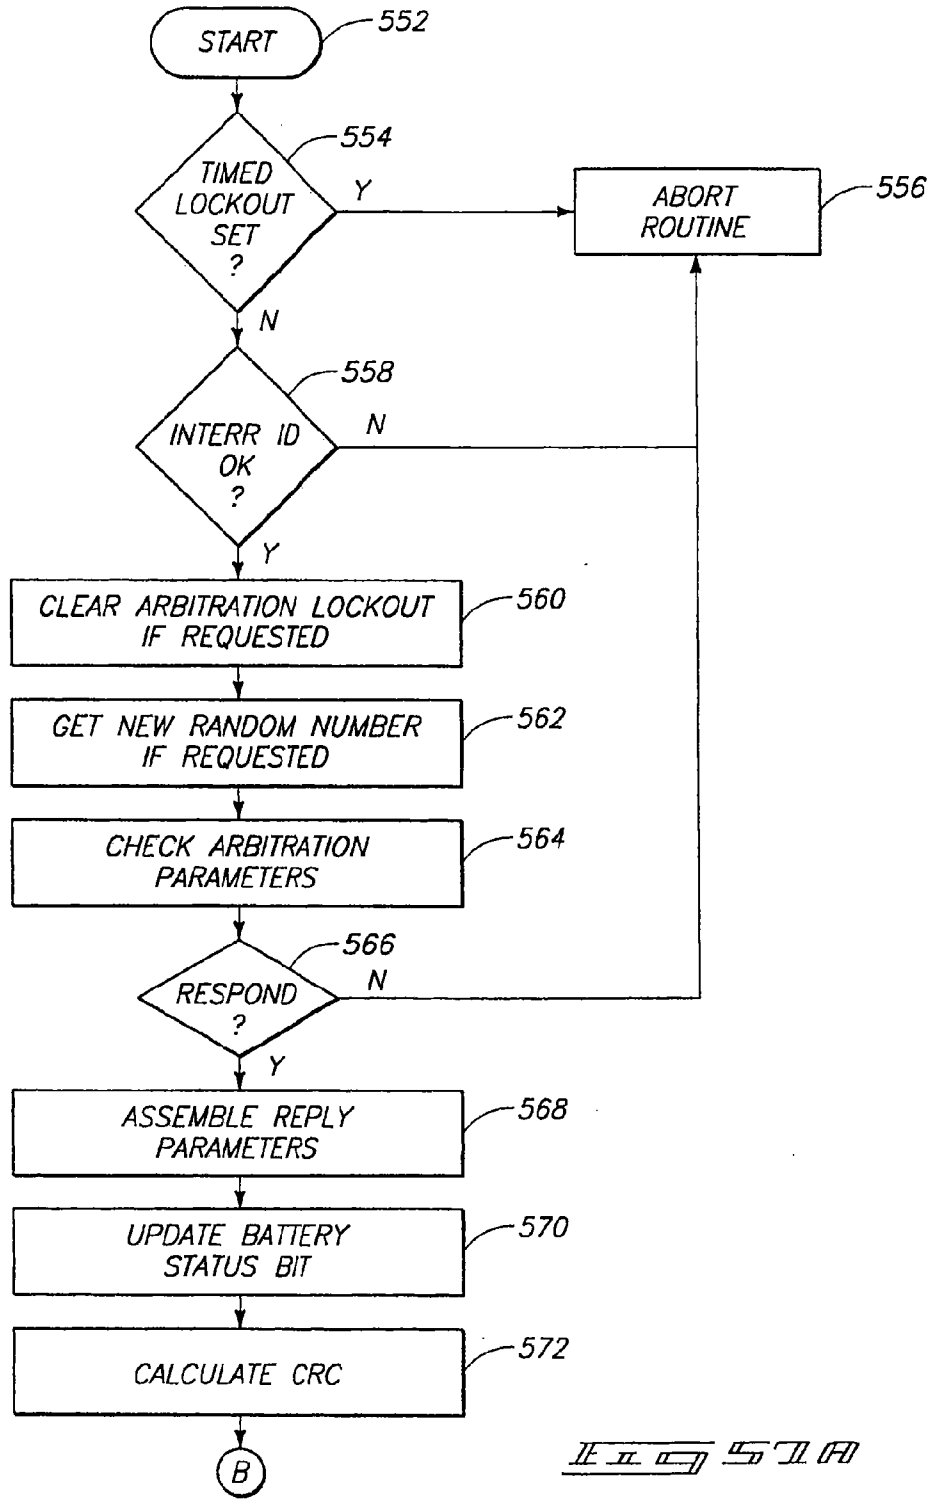 START
552
TIMED
LOCKOUT
SET
?
554
Y
ABORT
ROUTINE
556
N
INTERR ID
OK
?
558
N
Y
CLEAR ARBITRATION LOCKOUT
IF REQUESTED
560
GET NEW RANDOM NUMBER
IF REQUESTED
562
CHECK ARBITRATION
PARAMETERS
564
RESPOND
?
566
N
Y
ASSEMBLE REPLY
PARAMETERS
568
UPDATE BATTERY
STATUS BIT
570
CALCULATE CRC
572
B
FIG 57A